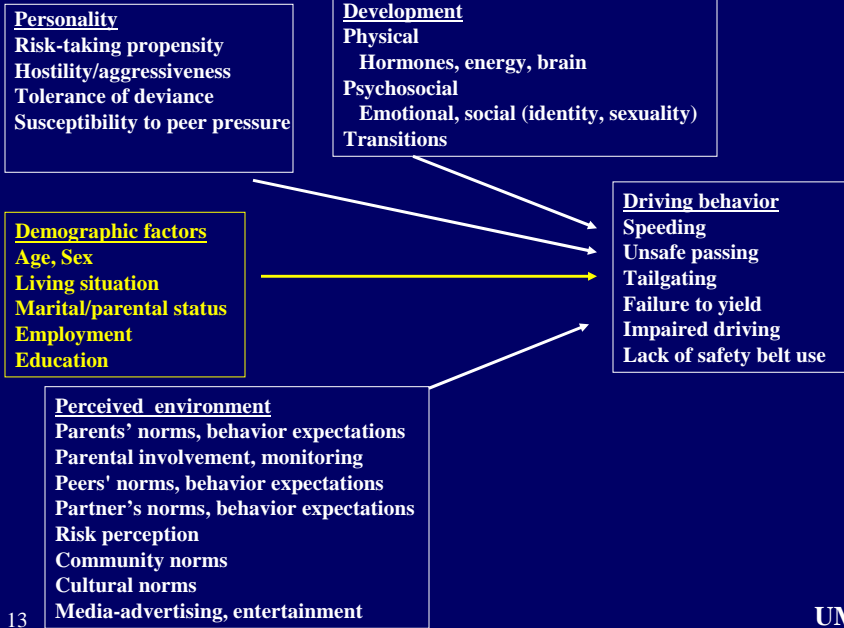 Personality
Risk-taking propensity
Hostility/aggressiveness
Tolerance of deviance
Susceptibility to peer pressure
Development
Physical
Hormones, energy, brain
Psychosocial
Emotional, social (identity, sexuality)
Transitions
Demographic factors
Age, Sex
Living situation
Marital/parental status
Employment
Education
Driving behavior
Speeding
Unsafe passing
Tailgating
Failure to yield
Impaired driving
Lack of safety belt use
Perceived environment
Parents’ norms, behavior expectations
Parental involvement, monitoring
Peers' norms, behavior expectations
Partner’s norms, behavior expectations
Risk perception
Community norms
Cultural norms
Media-advertising, entertainment
13